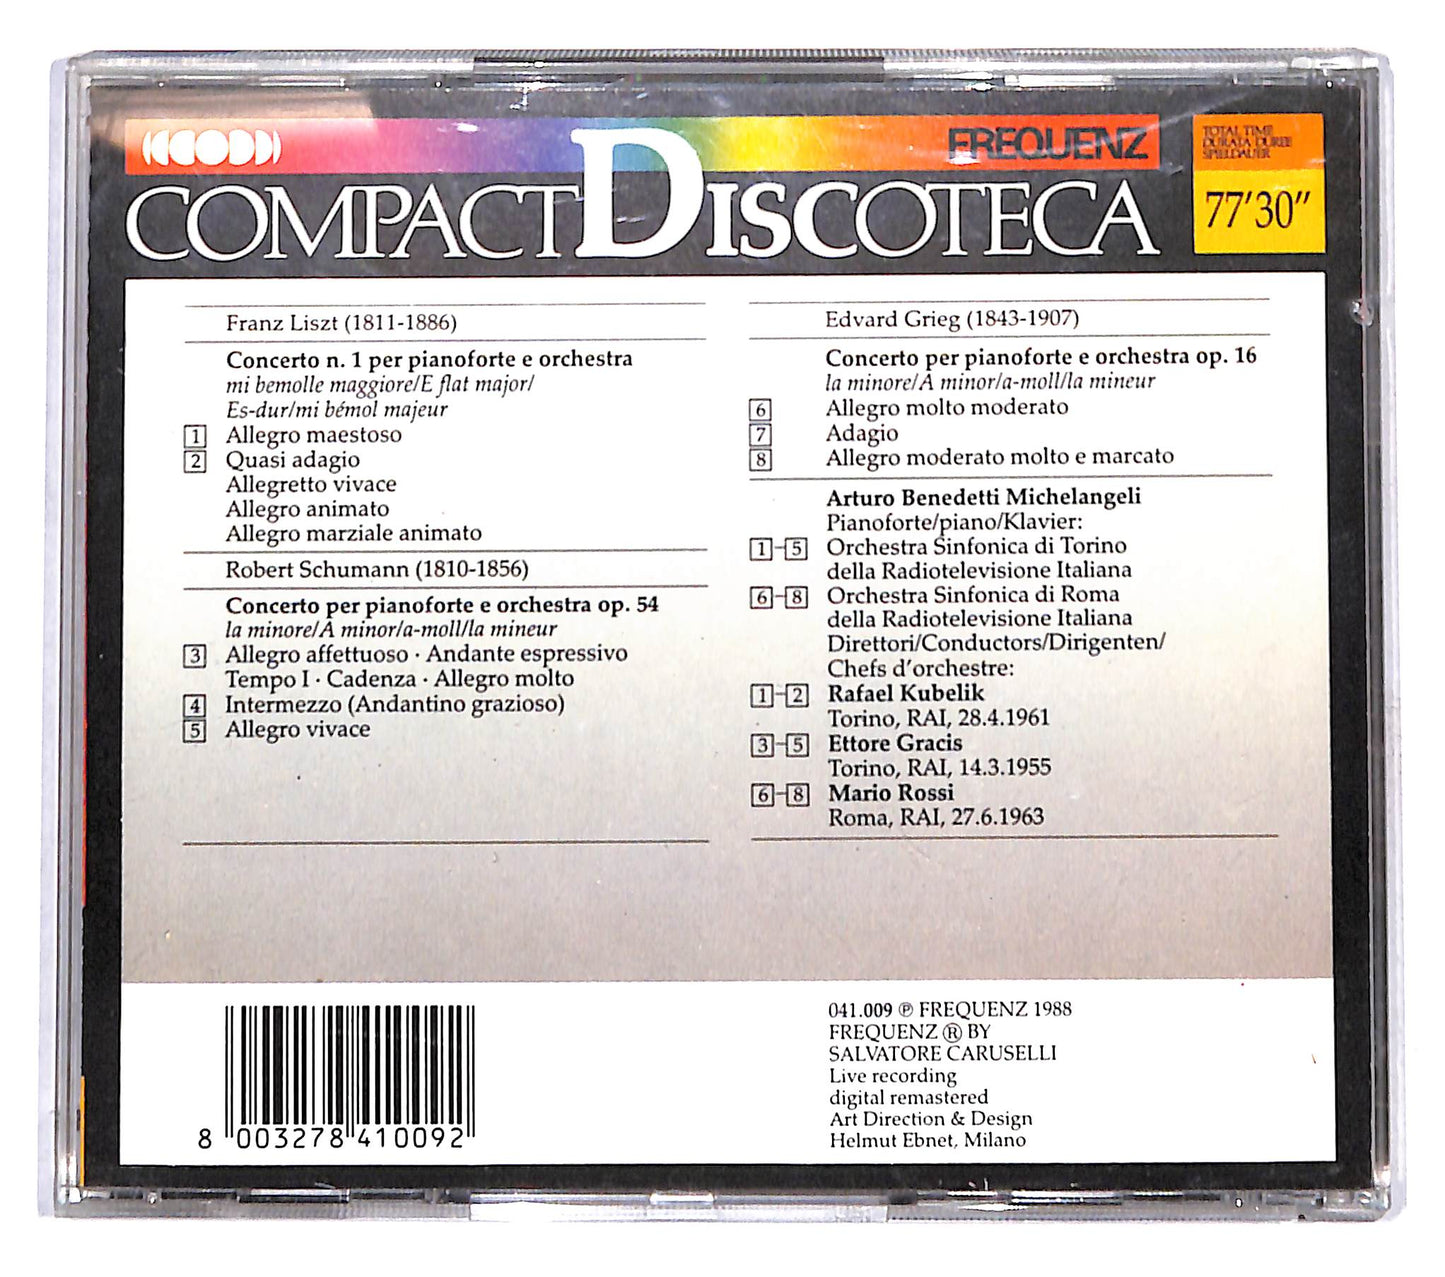 FREQUENZ
COMPACTDISCOTECA
TOTAL TIME
DURATA DUREE
SPIELDAUER
77'30"
Franz Liszt (1811-1886)
Concerto n. 1 per pianoforte e orchestra
mi bemolle maggiore/E flat major/
Es-dur/mi bémol majeur
1 Allegro maestoso
2 Quasi adagio
Allegretto vivace
Allegro animato
Allegro marziale animato
Robert Schumann (1810-1856)
Concerto per pianoforte e orchestra op. 54
la minore/A minor/a-moll/la mineur
3 Allegro affettuoso · Andante espressivo
Tempo I · Cadenza · Allegro molto
4 Intermezzo (Andantino grazioso)
5 Allegro vivace
Edvard Grieg (1843-1907)
Concerto per pianoforte e orchestra op. 16
la minore/A minor/a-moll/la mineur
6 Allegro molto moderato
7 Adagio
8 Allegro moderato molto e marcato
Arturo Benedetti Michelangeli
Pianoforte/piano/Klavier:
1-5 Orchestra Sinfonica di Torino
della Radiotelevisione Italiana
6-8 Orchestra Sinfonica di Roma
della Radiotelevisione Italiana
Direttori/Conductors/Dirigenten/
Chefs d'orchestre:
1-2 Rafael Kubelik
Torino, RAI, 28.4.1961
3-5 Ettore Gracis
Torino, RAI, 14.3.1955
6-8 Mario Rossi
Roma, RAI, 27.6.1963
8 003278 410092
041.009 ℗ FREQUENZ 1988
FREQUENZ ® BY
SALVATORE CARUSELLI
Live recording
digital remastered
Art Direction & Design
Helmut Ebnet, Milano